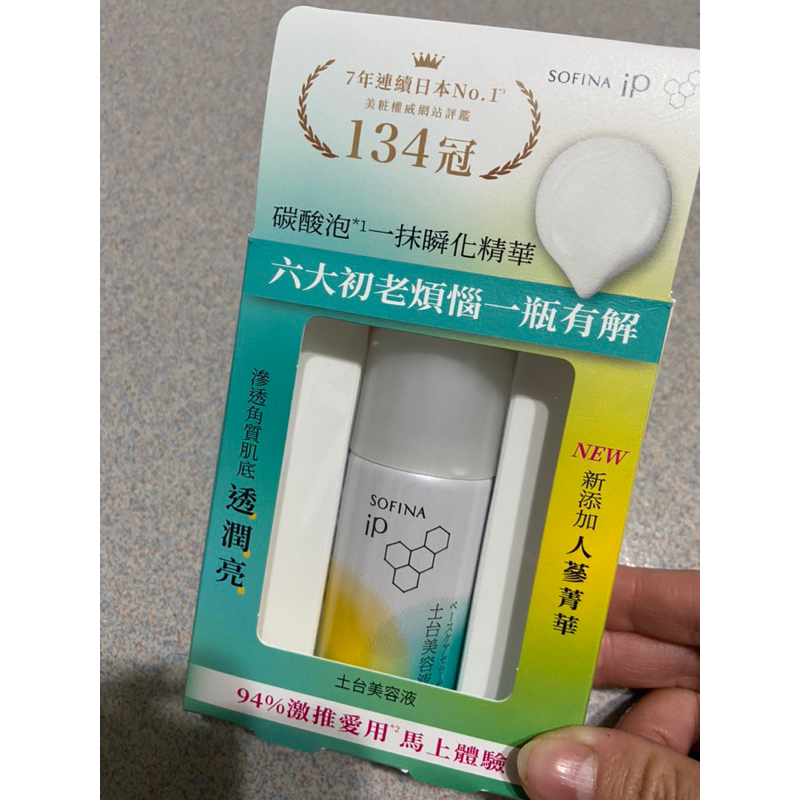 7年連續日本No.1*3
美粧權威網站評鑑
134冠
SOFINA iP
碳酸泡*1一抹瞬化精華
六大初老煩惱一瓶有解
滲透角質肌底
透潤亮
SOFINA
iP
土台美容液
NEW
新添加人蔘菁華
土台美容液
94%激推愛用*2馬上體驗